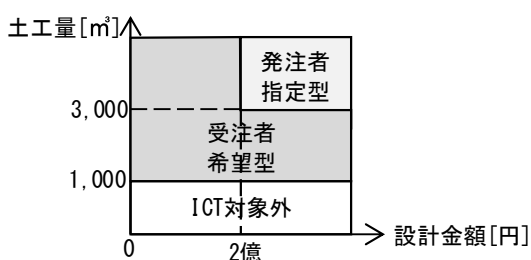 土工量[㎥]
発注者
指定型
3,000
受注者
希望型
1,000
ICT対象外
設計金額[円]
0
2億